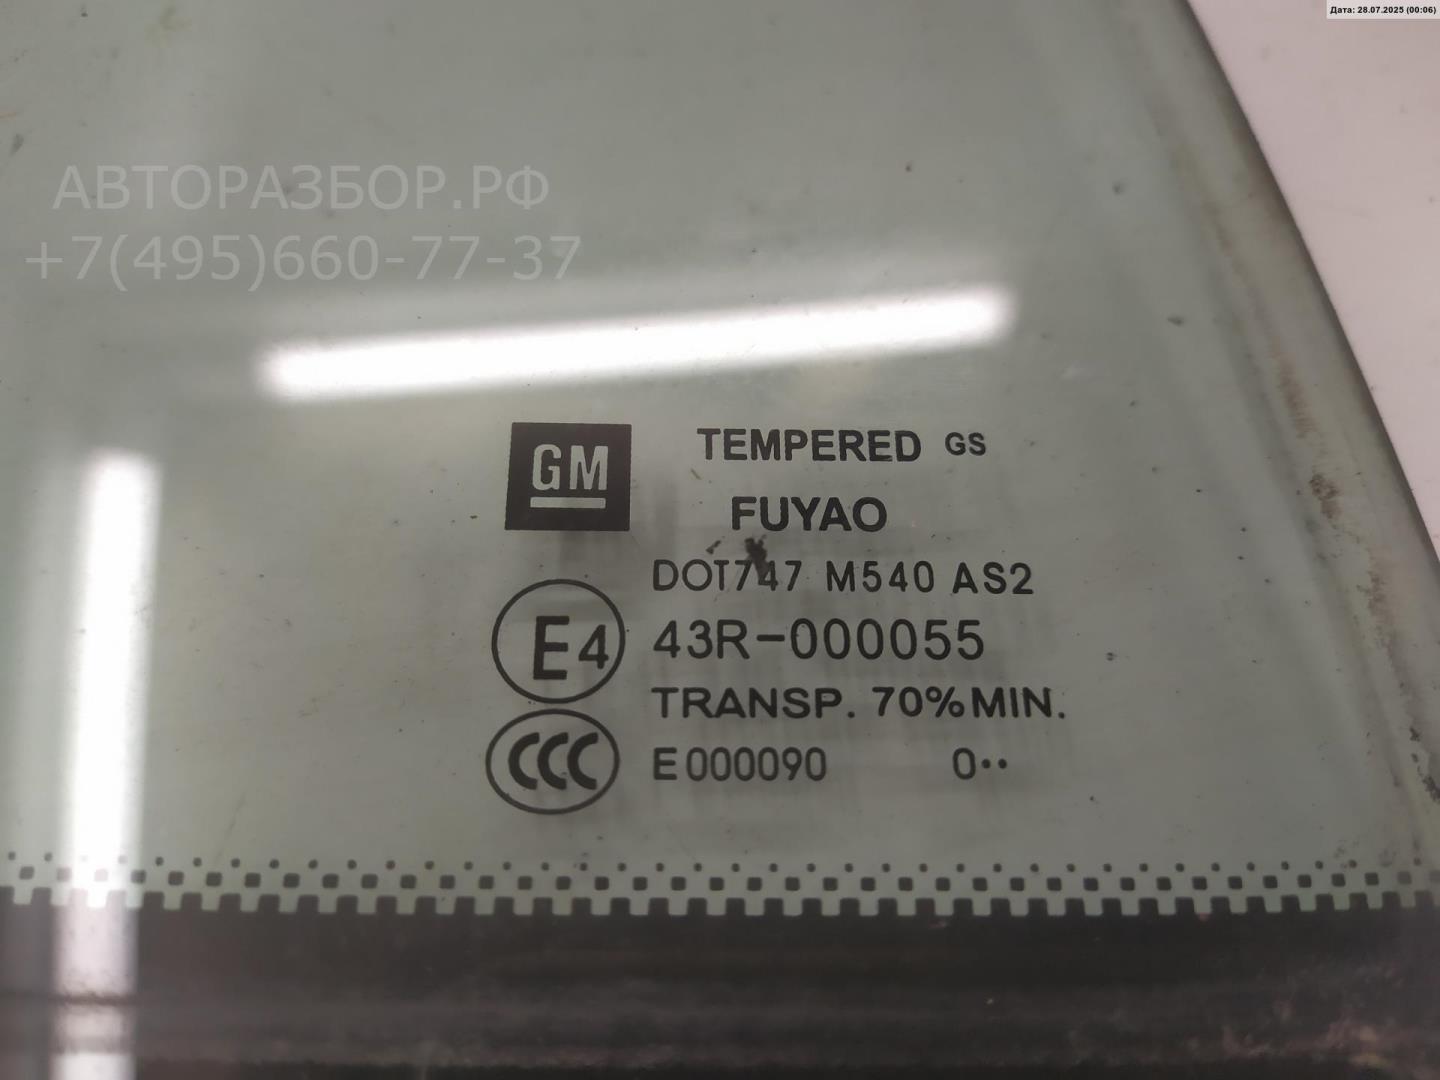 Дата: 28.07.2025 (00:06)
АВТОРАЗБОР.РФ
+7(495)660-77-37
GM
TEMPERED GS
FUYAO
DOT747 M540 AS2
E4
43R-000055
TRANSP. 70%MIN.
CCC
E000090 0••